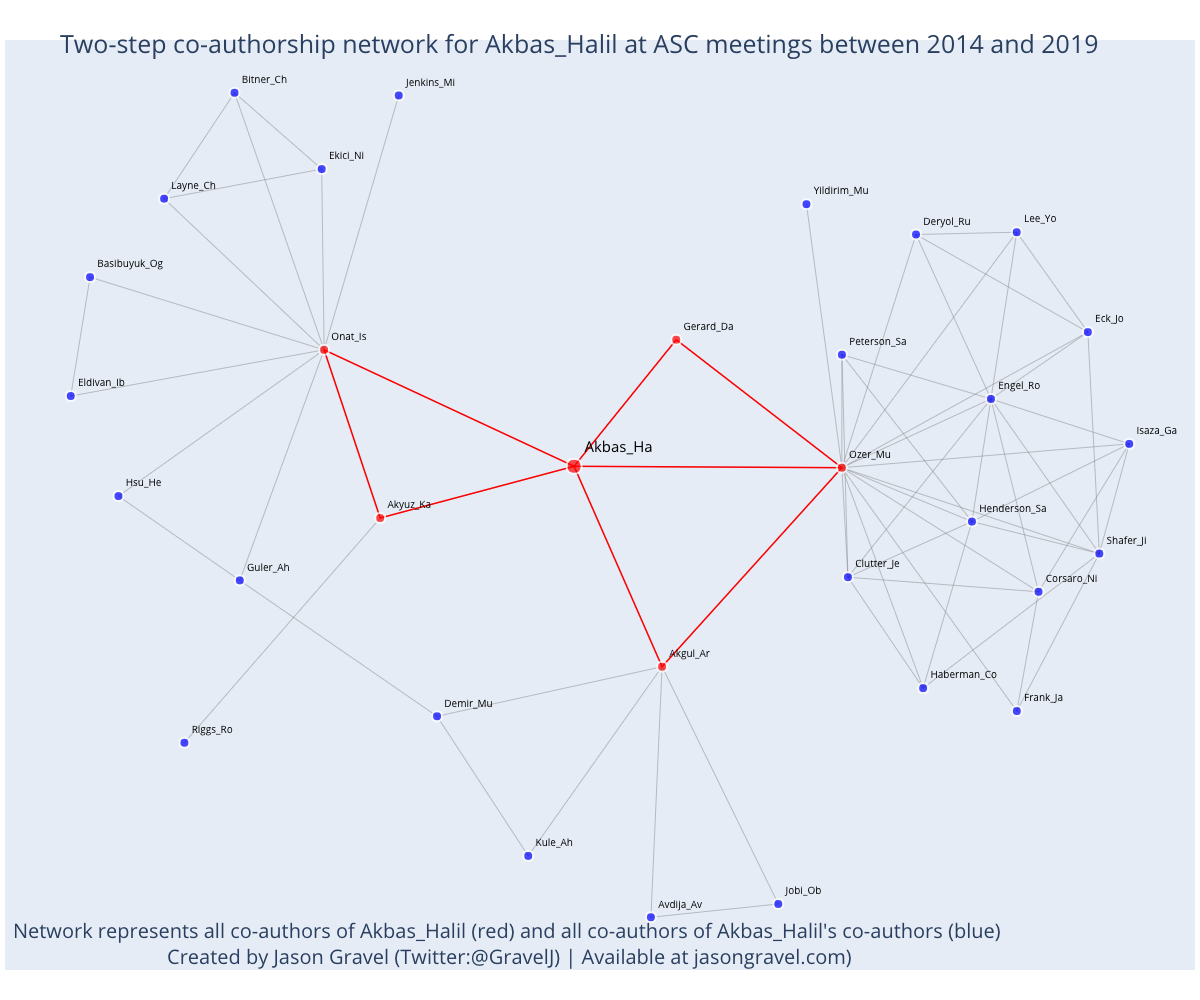 Two-step co-authorship network for Akbas_Halil at ASC meetings between 2014 and 2019
Bitner_Ch
Jenkins_Mi
Ekici_Ni
Layne_Ch
Yildirim_Mu
Deryol_Ru
Lee_Yo
Basibuyuk_Og
Eck_Jo
Gerard_Da
Onat_Is
Peterson_Sa
Eldivan_Ib
Engel_Ro
Isaza_Ga
Akbas_Ha
Ozer_Mu
Hsu_He
Akyuz_Ka
Henderson_Sa
Shafer_Ji
Guler_Ah
Clutter_Je
Corsaro_Ni
Akgul_Ar
Haberman_Co
Frank_Ja
Demir_Mu
Riggs_Ro
Kule_Ah
Jobi_Ob
Avdija_Av
Network represents all co-authors of Akbas_Halil (red) and all co-authors of Akbas_Halil's co-authors (blue)
Created by Jason Gravel (Twitter:@GravelJ) | Available at jasongravel.com)